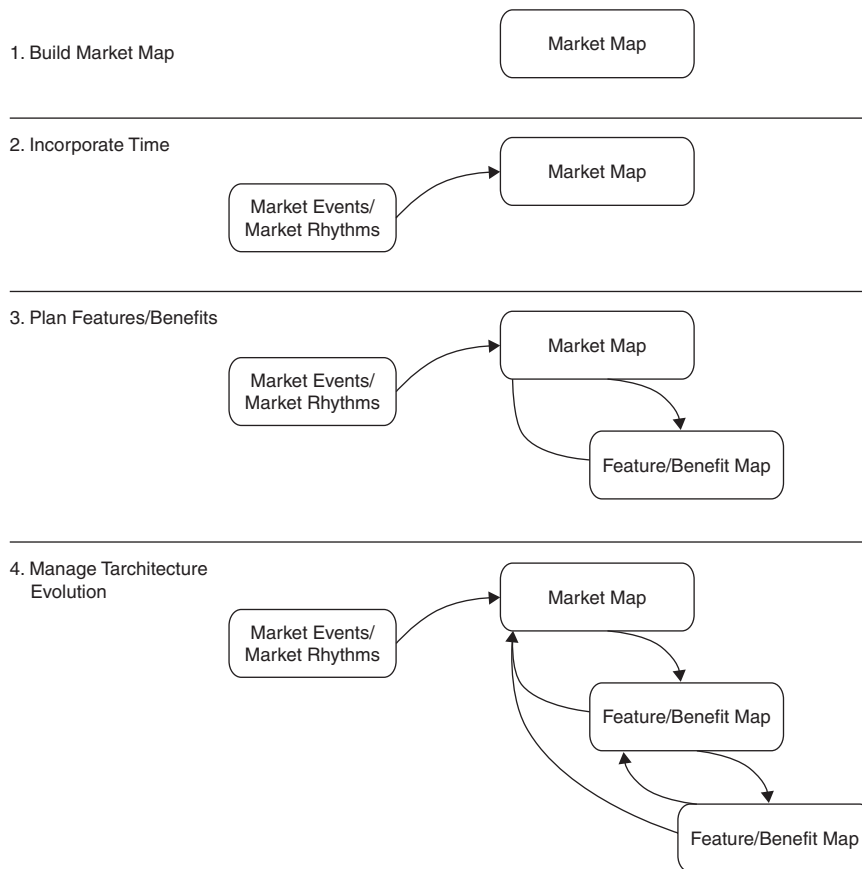 1. Build Market Map
Market Map
2. Incorporate Time
Market Map
Market Events/
Market Rhythms
3. Plan Features/Benefits
Market Map
Market Events/
Market Rhythms
Feature/Benefit Map
4. Manage Tarchitecture
Evolution
Market Map
Market Events/
Market Rhythms
Feature/Benefit Map
Feature/Benefit Map